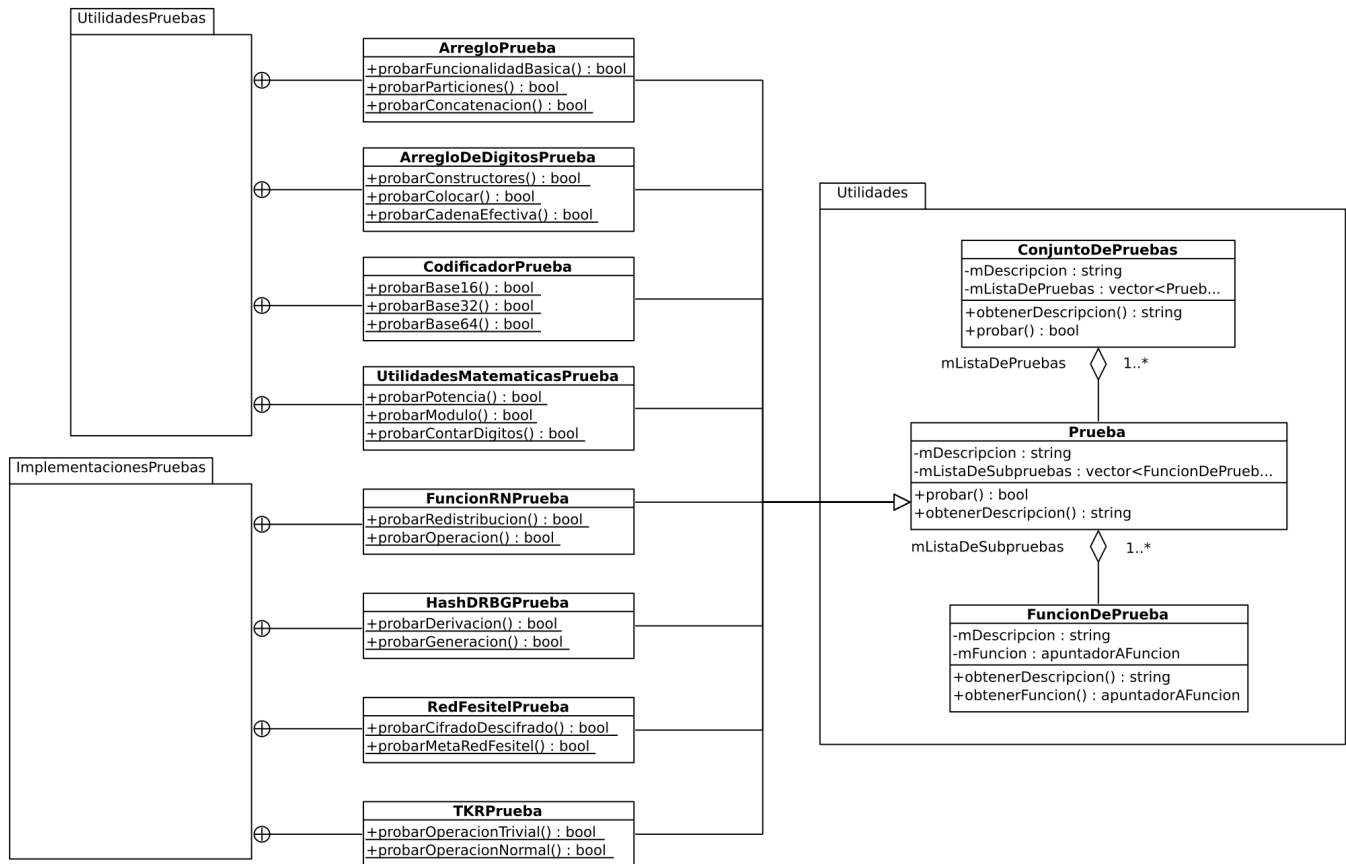 UtilidadesPruebas
ArregloPrueba
+probarFuncionalidadBasica() : bool
+probarParticiones() : bool
+probarConcatenacion() : bool
ArregloDeDigitosPrueba
+probarConstructores() : bool
+probarColocar() : bool
+probarCadenaEfectiva() : bool
CodificadorPrueba
+probarBase16() : bool
+probarBase32() : bool
+probarBase64() : bool
UtilidadesMatematicasPrueba
+probarPotencia() : bool
+probarModulo() : bool
+probarContarDigitos() : bool
ImplementacionesPruebas
FuncionRNPrueba
+probarRedistribucion() : bool
+probarOperacion() : bool
HashDRBGPrueba
+probarDerivacion() : bool
+probarGeneracion() : bool
RedFesitelPrueba
+probarCifradoDescifrado() : bool
+probarMetaRedFesitel() : bool
TKRPrueba
+probarOperacionTrivial() : bool
+probarOperacionNormal() : bool
Utilidades
ConjuntoDePruebas
-mDescripcion : string
-mListaDePruebas : vector<Prueb...
+obtenerDescripcion() : string
+probar() : bool
mListaDePruebas 1..*
Prueba
-mDescripcion : string
-mListaDeSubpruebas : vector<FuncionDePrueb...
+probar() : bool
+obtenerDescripcion() : string
mListaDeSubpruebas 1..*
FuncionDePrueba
-mDescripcion : string
-mFuncion : apuntadorAFuncion
+obtenerDescripcion() : string
+obtenerFuncion() : apuntadorAFuncion